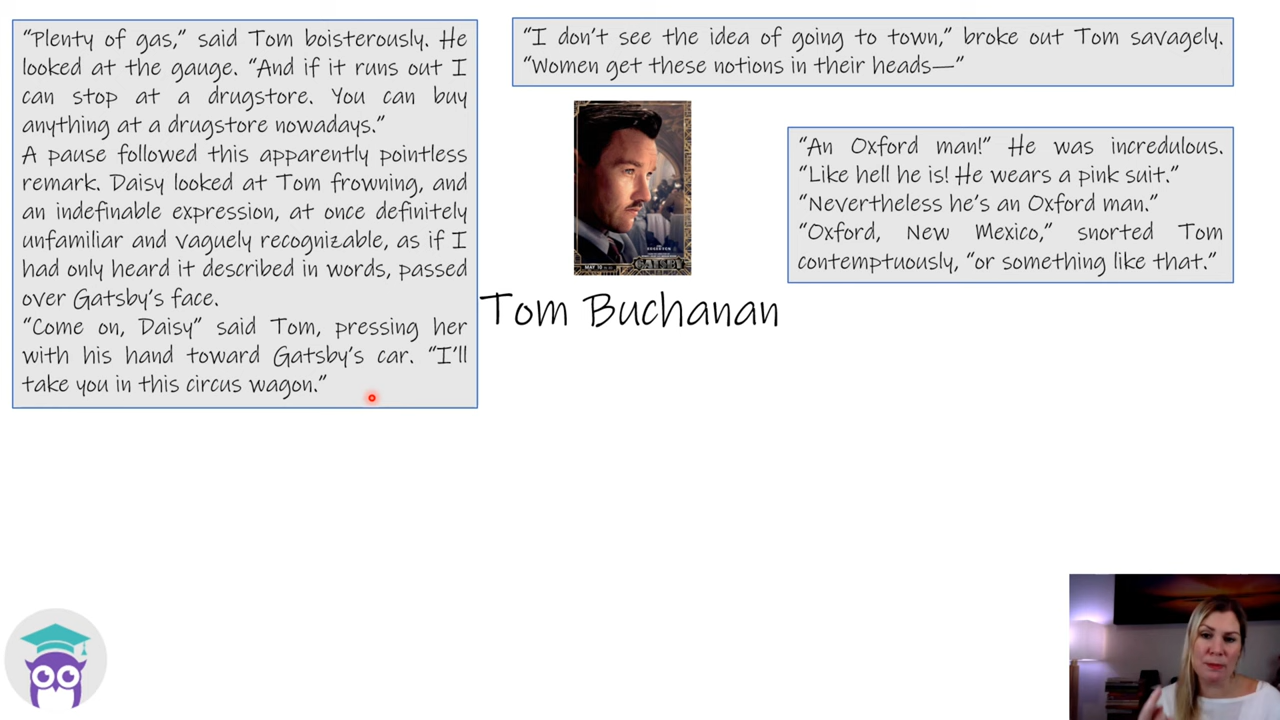 “Plenty of gas,” said Tom boisterously. He
looked at the gauge. “And if it runs out I
can stop at a drugstore. You can buy
anything at a drugstore nowadays.”
A pause followed this apparently pointless
remark. Daisy looked at Tom frowning, and
an indefinable expression, at once definitely
unfamiliar and vaguely recognizable, as if I
had only heard it described in words, passed
over Gatsby’s face.
“Come on, Daisy” said Tom, pressing her
with his hand toward Gatsby’s car. “I’ll
take you in this circus wagon.”
“I don’t see the idea of going to town,” broke out Tom savagely.
“Women get these notions in their heads—”
GATSBY
MAY 10
Tom Buchanan
“An Oxford man!” He was incredulous.
“Like hell he is! He wears a pink suit.”
“Nevertheless he’s an Oxford man.”
“Oxford, New Mexico,” snorted Tom
contemptuously, “or something like that.”